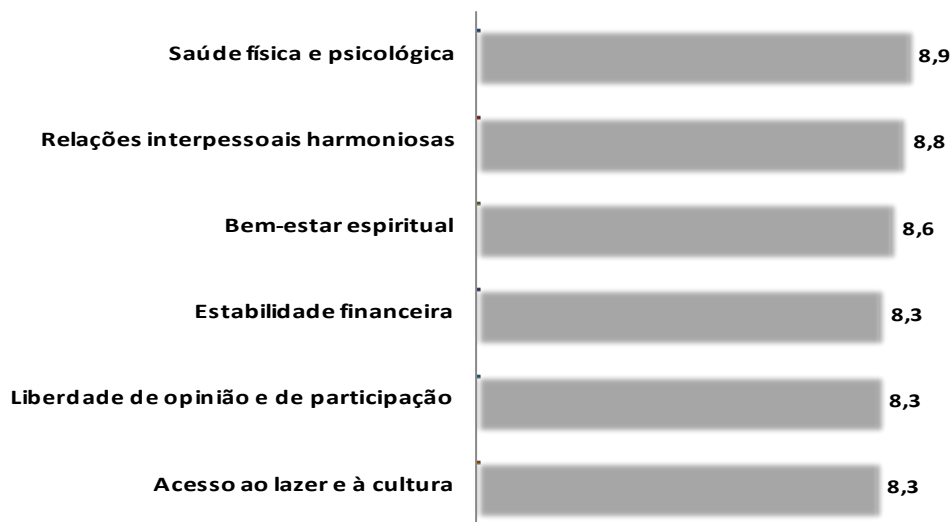 Saúde física e psicológica 8,9
Relações interpessoais harmoniosas 8,8
Bem-estar espiritual 8,6
Estabilidade financeira 8,3
Liberdade de opinião e de participação 8,3
Acesso ao lazer e à cultura 8,3